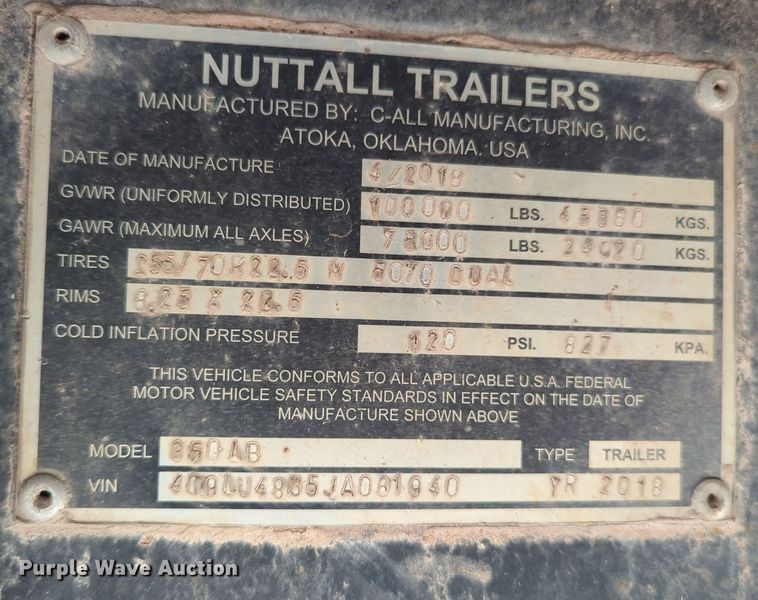 NUTTALL TRAILERS
MANUFACTURED BY: C-ALL MANUFACTURING, INC.
ATOKA, OKLAHOMA. USA
DATE OF MANUFACTURE 4/2018
GVWR (UNIFORMLY DISTRIBUTED) 100000 LBS. 45360 KGS.
GAWR (MAXIMUM ALL AXLES) 75000 LBS. 34020 KGS.
TIRES 255/70R22.5 M 5070 DUAL
RIMS 8.25 X 22.5
COLD INFLATION PRESSURE 120 PSI. 827 KPA.
THIS VEHICLE CONFORMS TO ALL APPLICABLE U.S.A. FEDERAL
MOTOR VEHICLE SAFETY STANDARDS IN EFFECT ON THE DATE OF
MANUFACTURE SHOWN ABOVE
MODEL TYPE TRAILER
VIN YR 2018
Purple Wave Auction